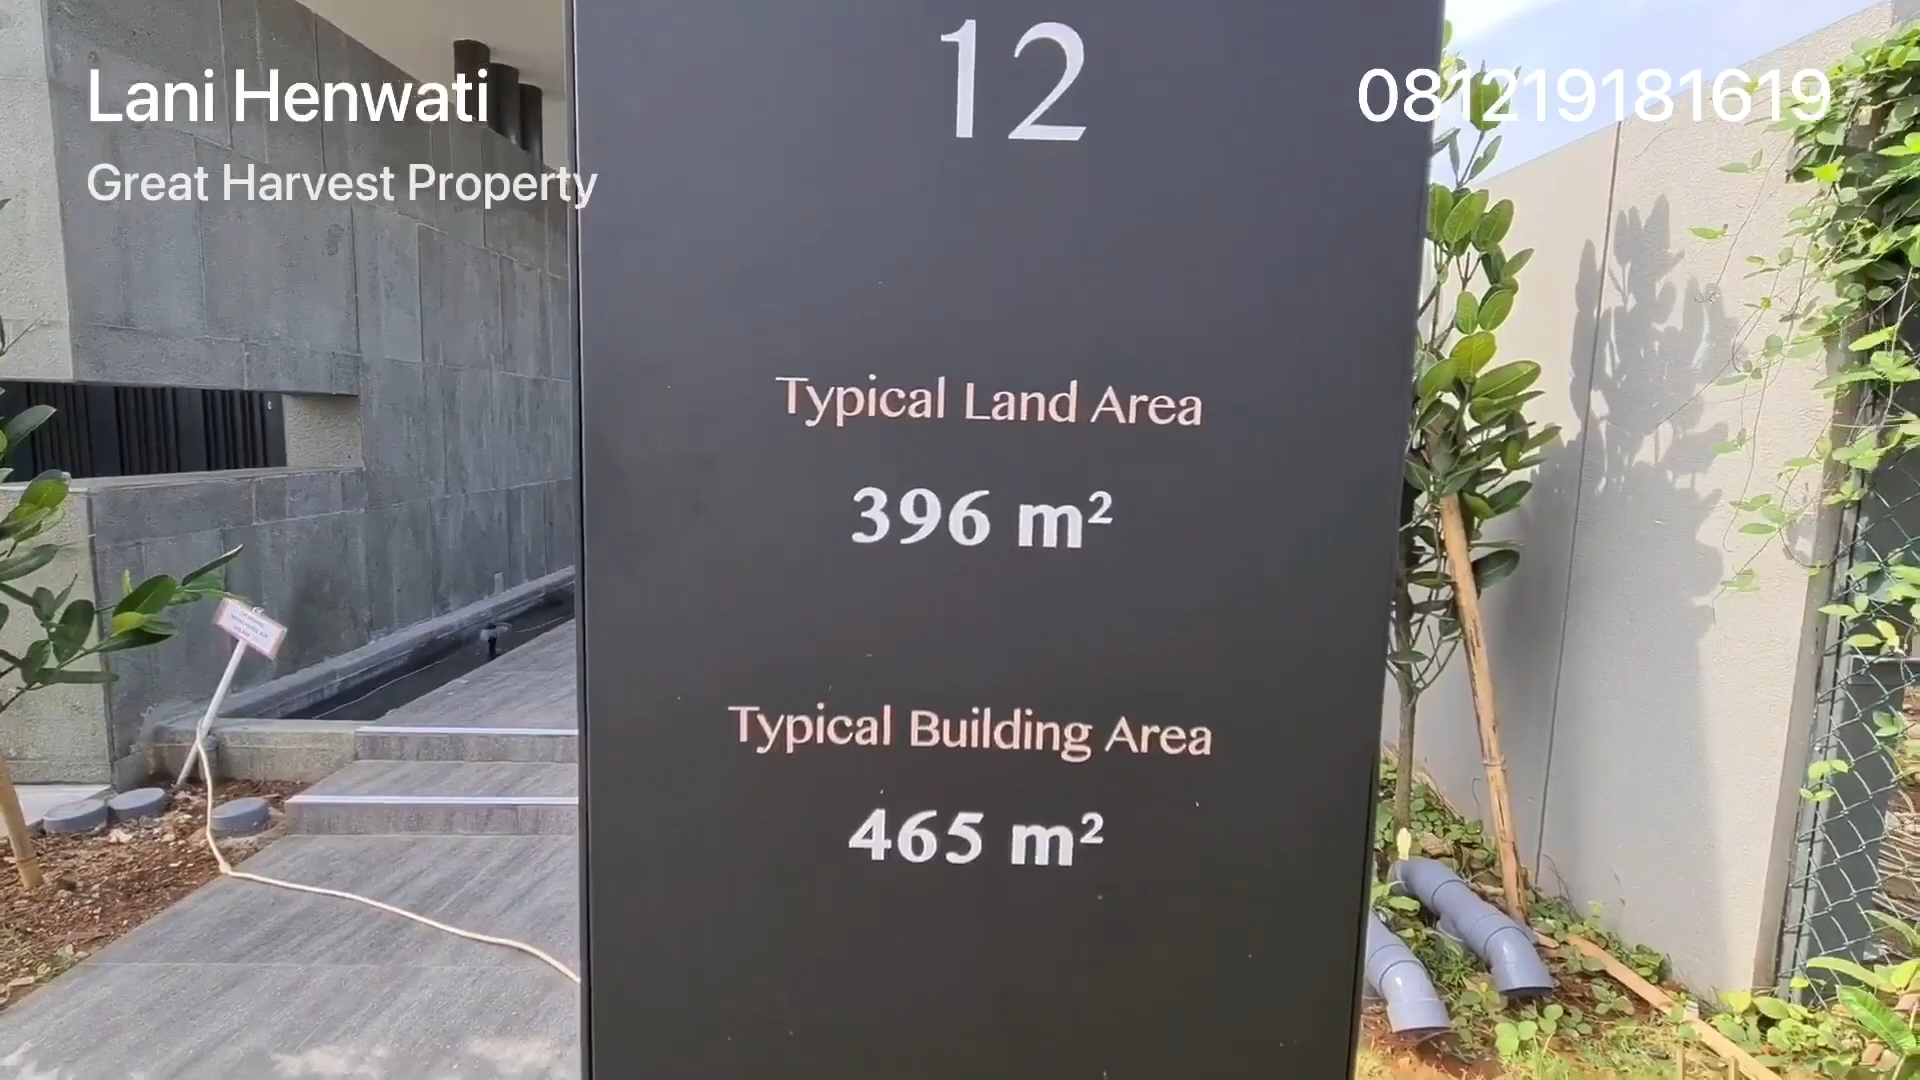 Lani Henwati
Great Harvest Property
081219181619
12
Typical Land Area
396 m²
Typical Building Area
465 m²